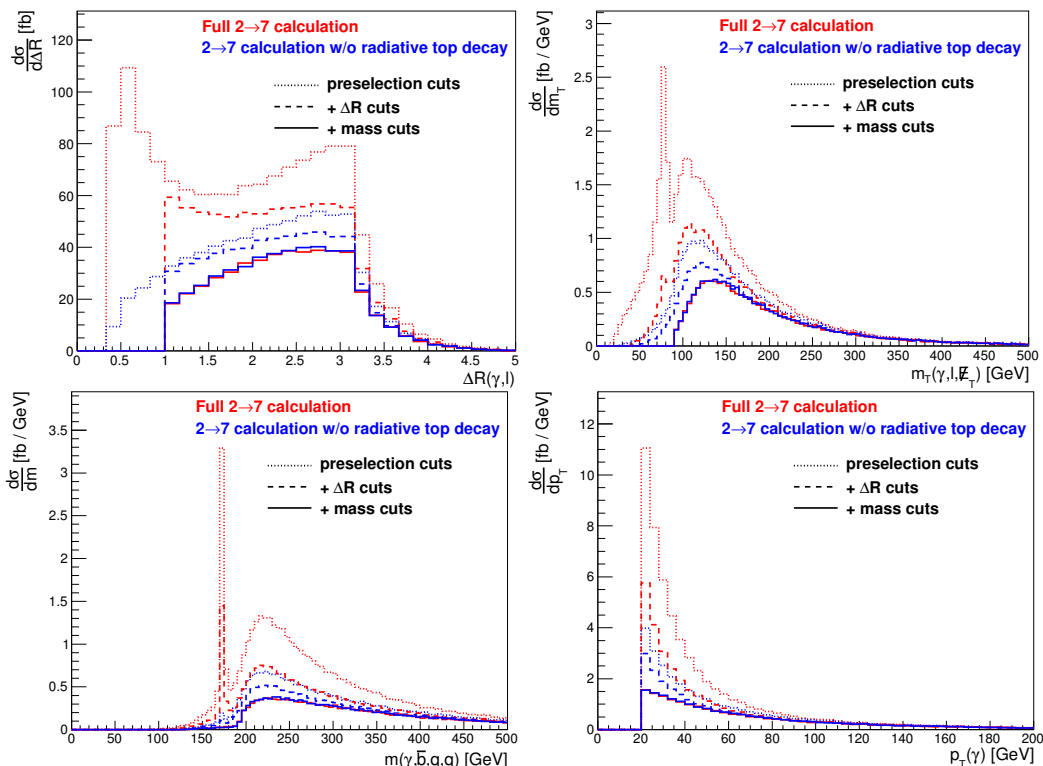 dσ/dΔR [fb]
Full 2→7 calculation
2→7 calculation w/o radiative top decay
preselection cuts
+ ΔR cuts
+ mass cuts
120
100
80
60
40
20
0
0 0.5 1 1.5 2 2.5 3 3.5 4 4.5 5
ΔR(γ,l)
dσ/dm_T [fb / GeV]
Full 2→7 calculation
2→7 calculation w/o radiative top decay
preselection cuts
+ ΔR cuts
+ mass cuts
3
2.5
2
1.5
1
0.5
0
0 50 100 150 200 250 300 350 400 450 500
m_T(γ,l,E̸_T) [GeV]
dσ/dm [fb / GeV]
Full 2→7 calculation
2→7 calculation w/o radiative top decay
preselection cuts
+ ΔR cuts
+ mass cuts
3.5
3
2.5
2
1.5
1
0.5
0
0 50 100 150 200 250 300 350 400 450 500
m(γ,b̄,q,q) [GeV]
dσ/dp_T [fb / GeV]
Full 2→7 calculation
2→7 calculation w/o radiative top decay
preselection cuts
+ ΔR cuts
+ mass cuts
12
10
8
6
4
2
0
0 20 40 60 80 100 120 140 160 180 200
p_T(γ) [GeV]